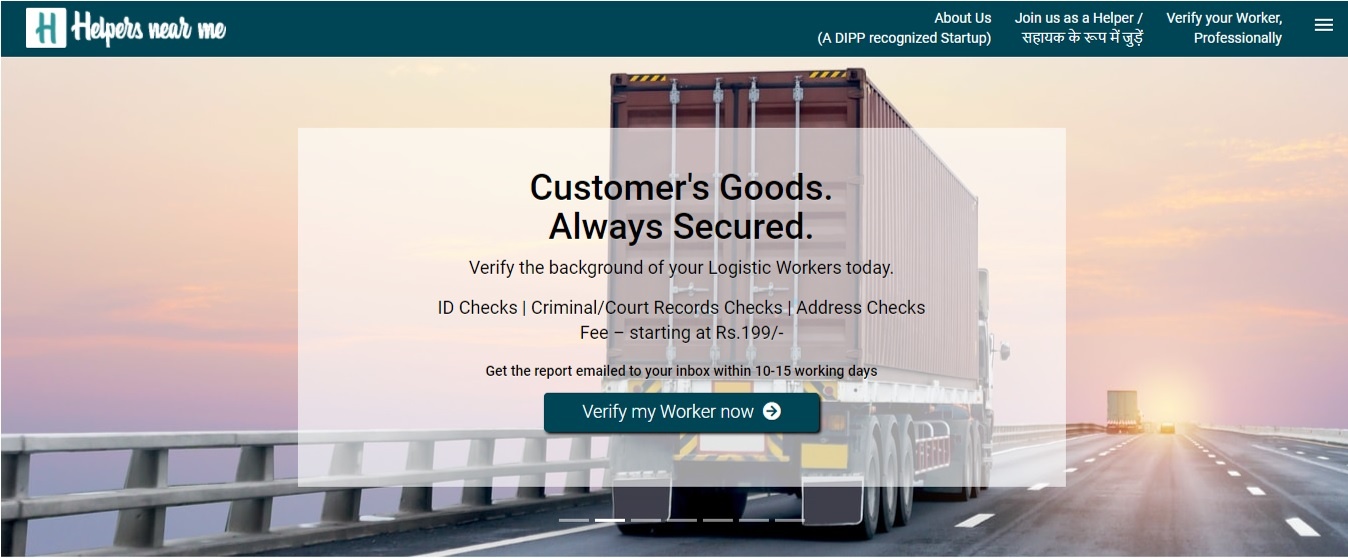 H Helpers near me
About Us
(A DIPP recognized Startup)
Join us as a Helper /
सहायक के रूप में जुड़ें
Verify your Worker,
Professionally
Customer's Goods.
Always Secured.
Verify the background of your Logistic Workers today.
ID Checks | Criminal/Court Records Checks | Address Checks
Fee – starting at Rs.199/-
Get the report emailed to your inbox within 10-15 working days
Verify my Worker now